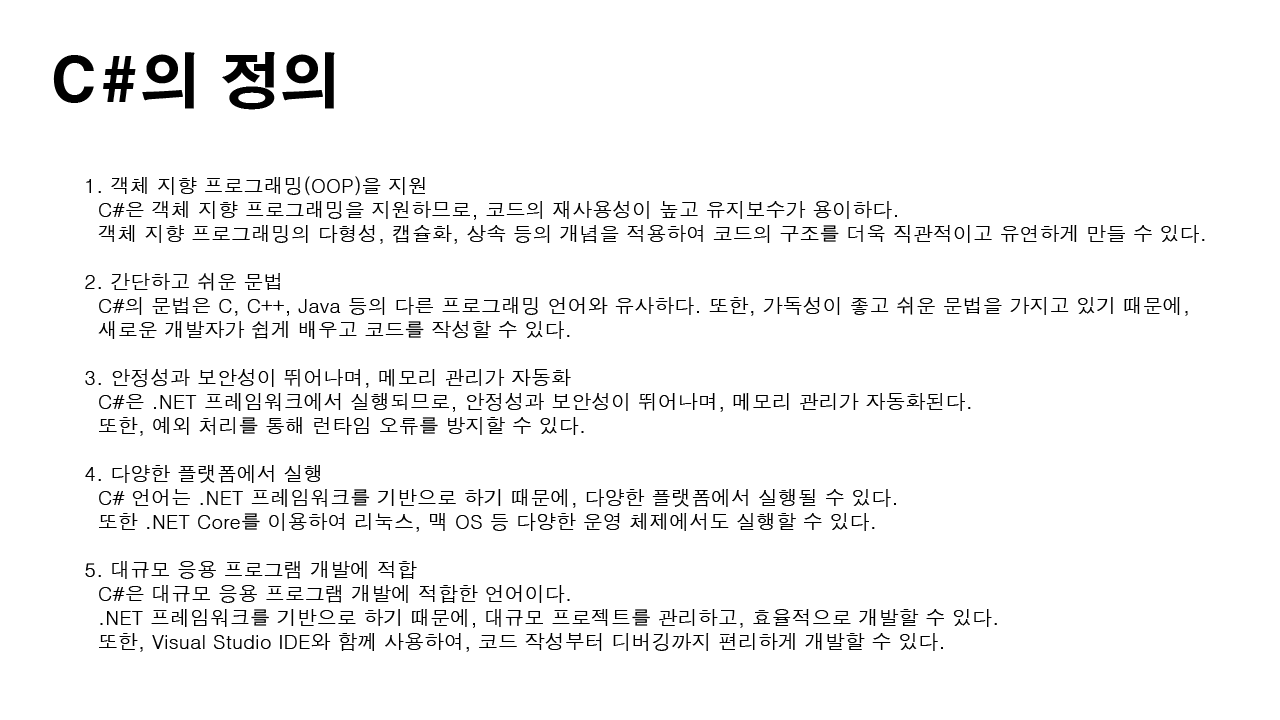 C#의 정의
1. 객체 지향 프로그래밍(OOP)을 지원
C#은 객체 지향 프로그래밍을 지원하므로, 코드의 재사용성이 높고 유지보수가 용이하다.
객체 지향 프로그래밍의 다형성, 캡슐화, 상속 등의 개념을 적용하여 코드의 구조를 더욱 직관적이고 유연하게 만들 수 있다.
2. 간단하고 쉬운 문법
C#의 문법은 C, C++, Java 등의 다른 프로그래밍 언어와 유사하다. 또한, 가독성이 좋고 쉬운 문법을 가지고 있기 때문에,
새로운 개발자가 쉽게 배우고 코드를 작성할 수 있다.
3. 안정성과 보안성이 뛰어나며, 메모리 관리가 자동화
C#은 .NET 프레임워크에서 실행되므로, 안정성과 보안성이 뛰어나며, 메모리 관리가 자동화된다.
또한, 예외 처리를 통해 런타임 오류를 방지할 수 있다.
4. 다양한 플랫폼에서 실행
C# 언어는 .NET 프레임워크를 기반으로 하기 때문에, 다양한 플랫폼에서 실행될 수 있다.
또한 .NET Core를 이용하여 리눅스, 맥 OS 등 다양한 운영 체제에서도 실행할 수 있다.
5. 대규모 응용 프로그램 개발에 적합
C#은 대규모 응용 프로그램 개발에 적합한 언어이다.
.NET 프레임워크를 기반으로 하기 때문에, 대규모 프로젝트를 관리하고, 효율적으로 개발할 수 있다.
또한, Visual Studio IDE와 함께 사용하여, 코드 작성부터 디버깅까지 편리하게 개발할 수 있다.